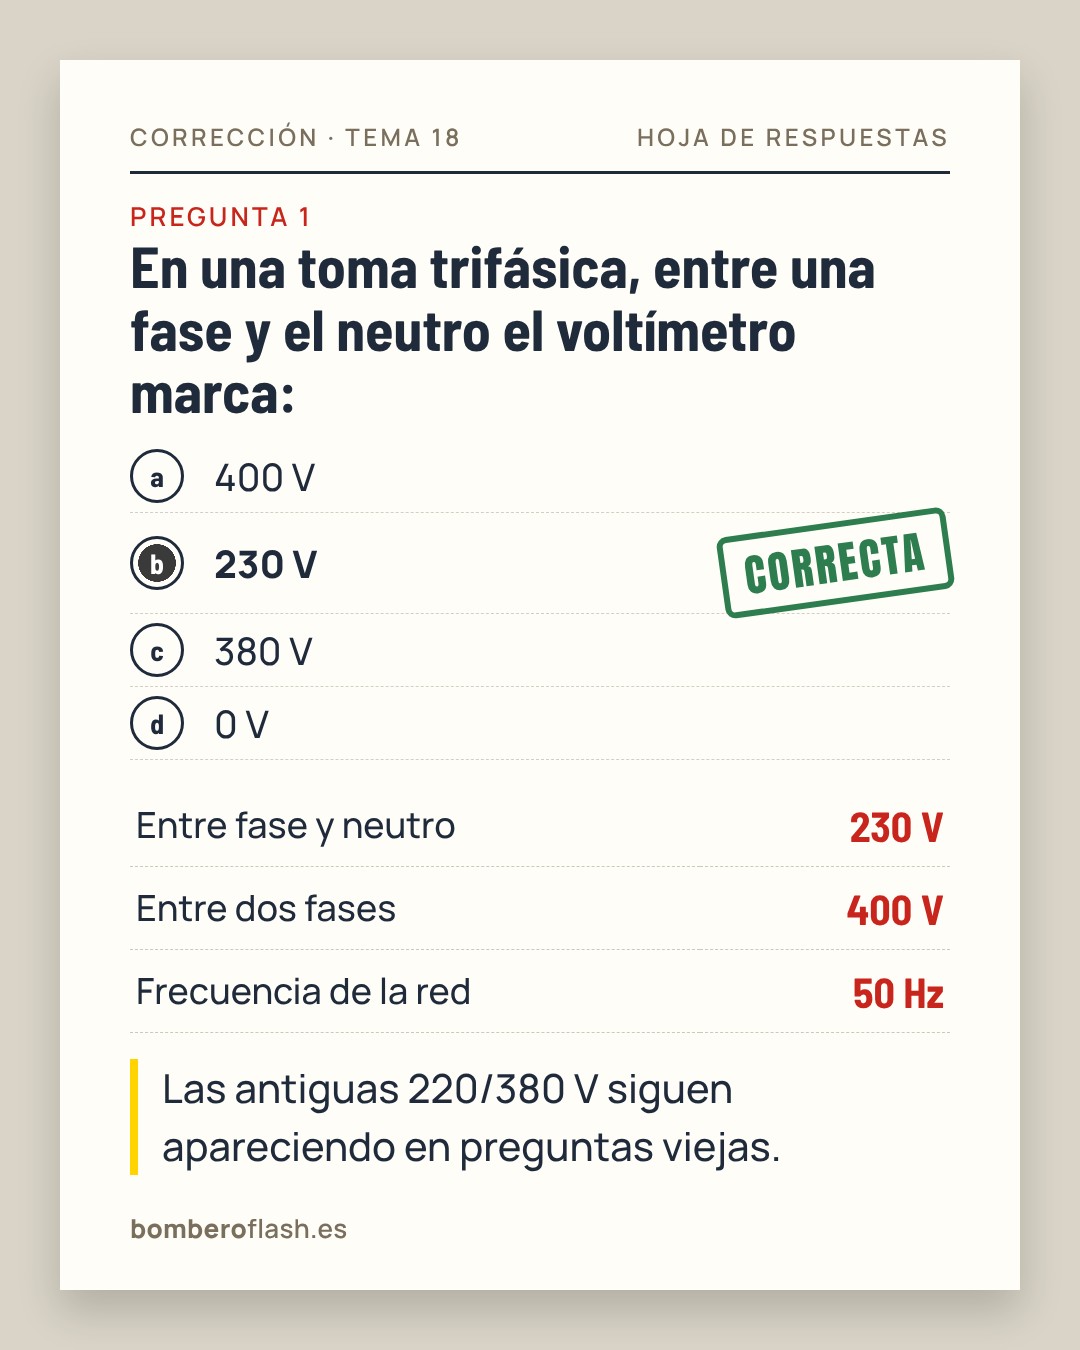 CORRECCIÓN · TEMA 18
HOJA DE RESPUESTAS
PREGUNTA 1
En una toma trifásica, entre una
fase y el neutro el voltímetro
marca:
a 400 V
b 230 V CORRECTA
c 380 V
d 0 V
Entre fase y neutro 230 V
Entre dos fases 400 V
Frecuencia de la red 50 Hz
Las antiguas 220/380 V siguen
apareciendo en preguntas viejas.
bomberoflash.es